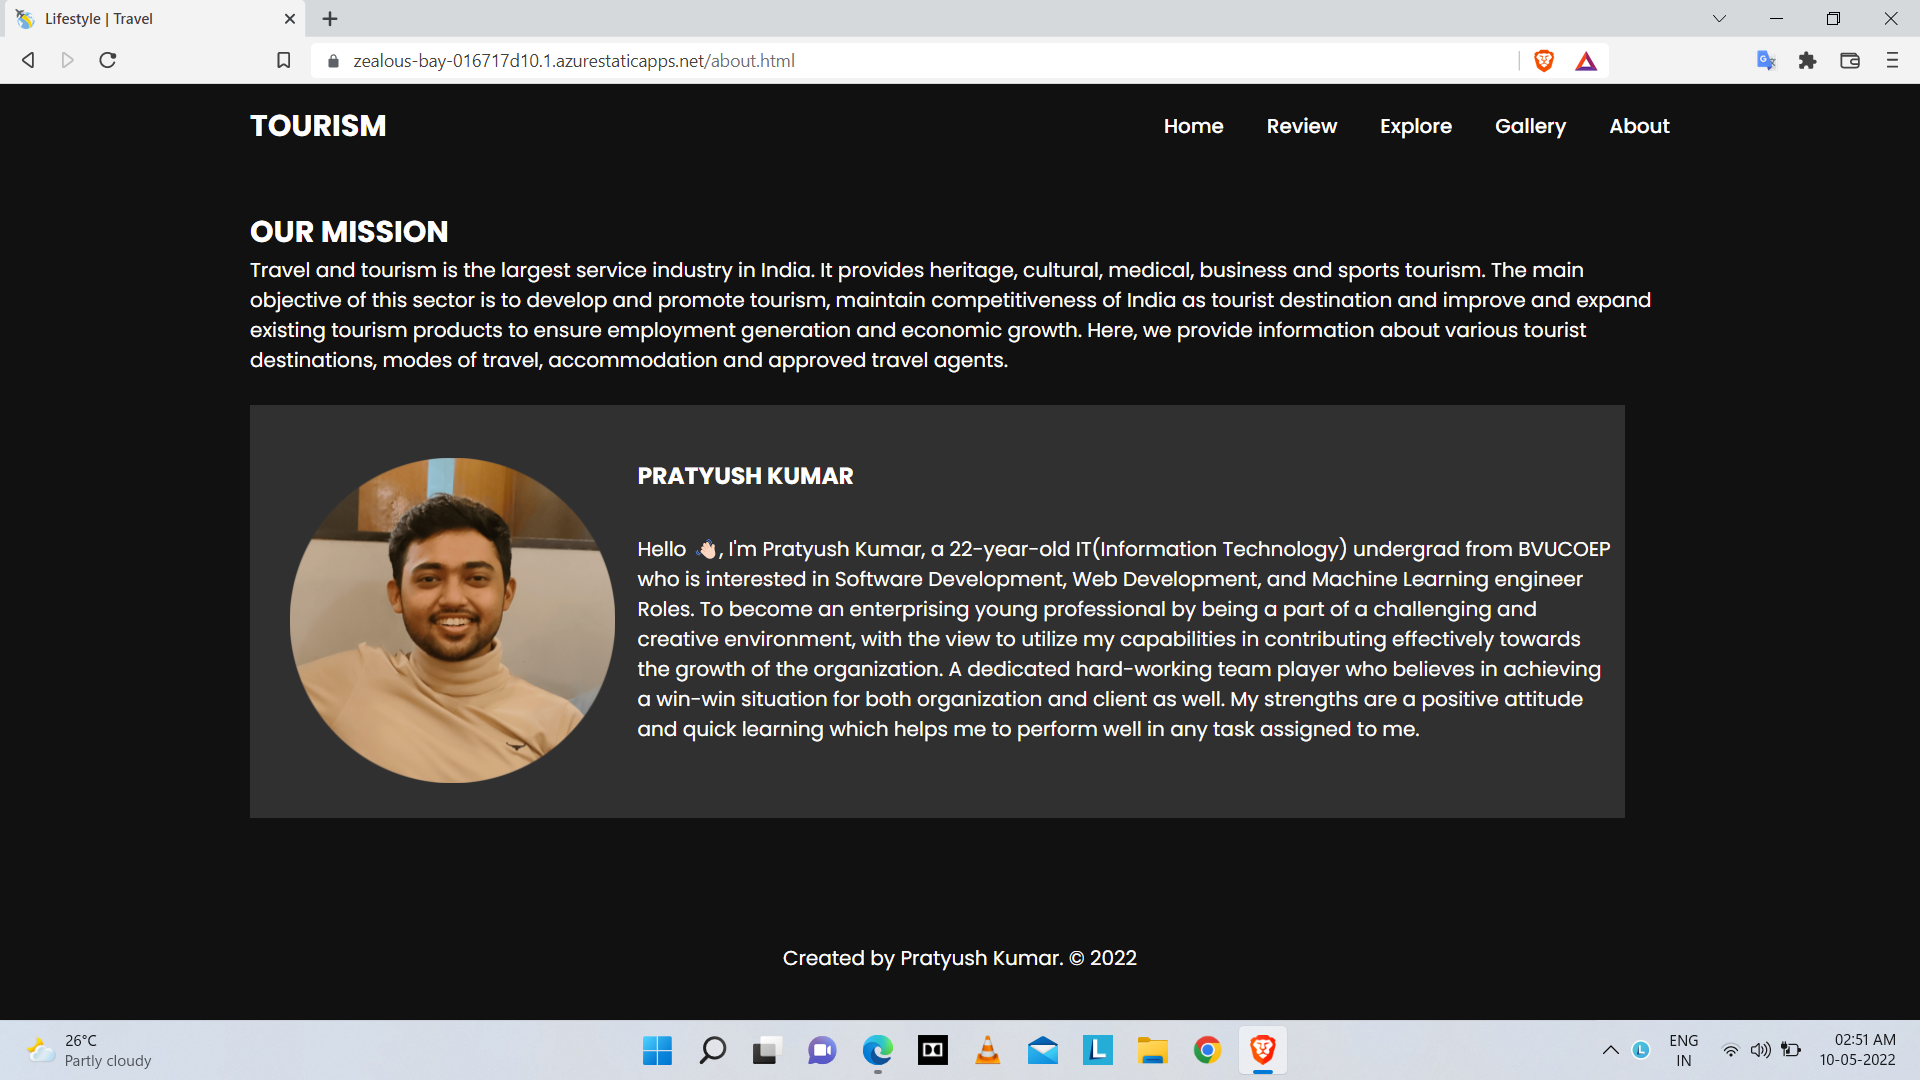 Lifestyle | Travel
zealous-bay-016717d10.1.azurestaticapps.net/about.html
TOURISM
Home Review Explore Gallery About
OUR MISSION
Travel and tourism is the largest service industry in India. It provides heritage, cultural, medical, business and sports tourism. The main
objective of this sector is to develop and promote tourism, maintain competitiveness of India as tourist destination and improve and expand
existing tourism products to ensure employment generation and economic growth. Here, we provide information about various tourist
destinations, modes of travel, accommodation and approved travel agents.
PRATYUSH KUMAR
Hello 👋🏻, I'm Pratyush Kumar, a 22-year-old IT(Information Technology) undergrad from BVUCOEP
who is interested in Software Development, Web Development, and Machine Learning engineer
Roles. To become an enterprising young professional by being a part of a challenging and
creative environment, with the view to utilize my capabilities in contributing effectively towards
the growth of the organization. A dedicated hard-working team player who believes in achieving
a win-win situation for both organization and client as well. My strengths are a positive attitude
and quick learning which helps me to perform well in any task assigned to me.
Created by Pratyush Kumar. © 2022
26°C
Partly cloudy
ENG
IN
02:51 AM
10-05-2022